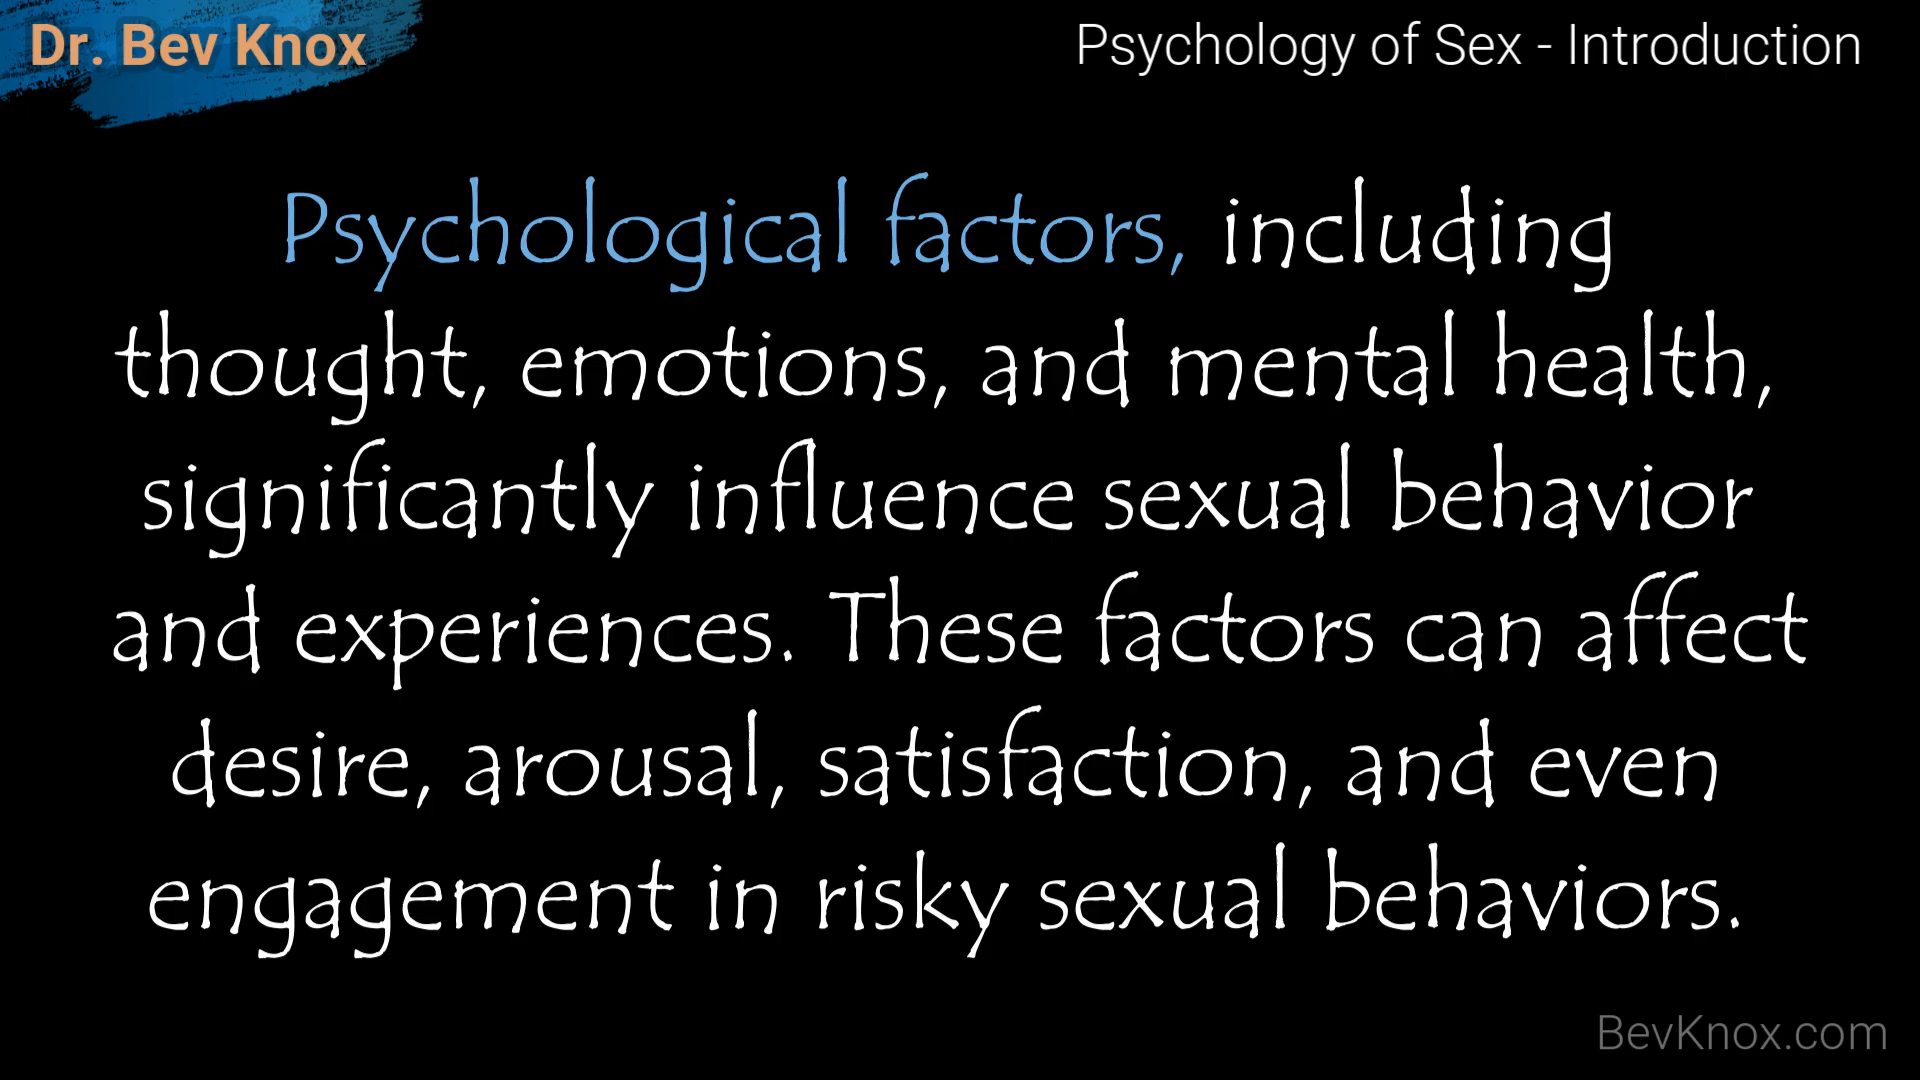 Dr. Bev Knox
Psychology of Sex - Introduction
Psychological factors, including
thought, emotions, and mental health,
significantly influence sexual behavior
and experiences. These factors can affect
desire, arousal, satisfaction, and even
engagement in risky sexual behaviors.
BevKnox.com